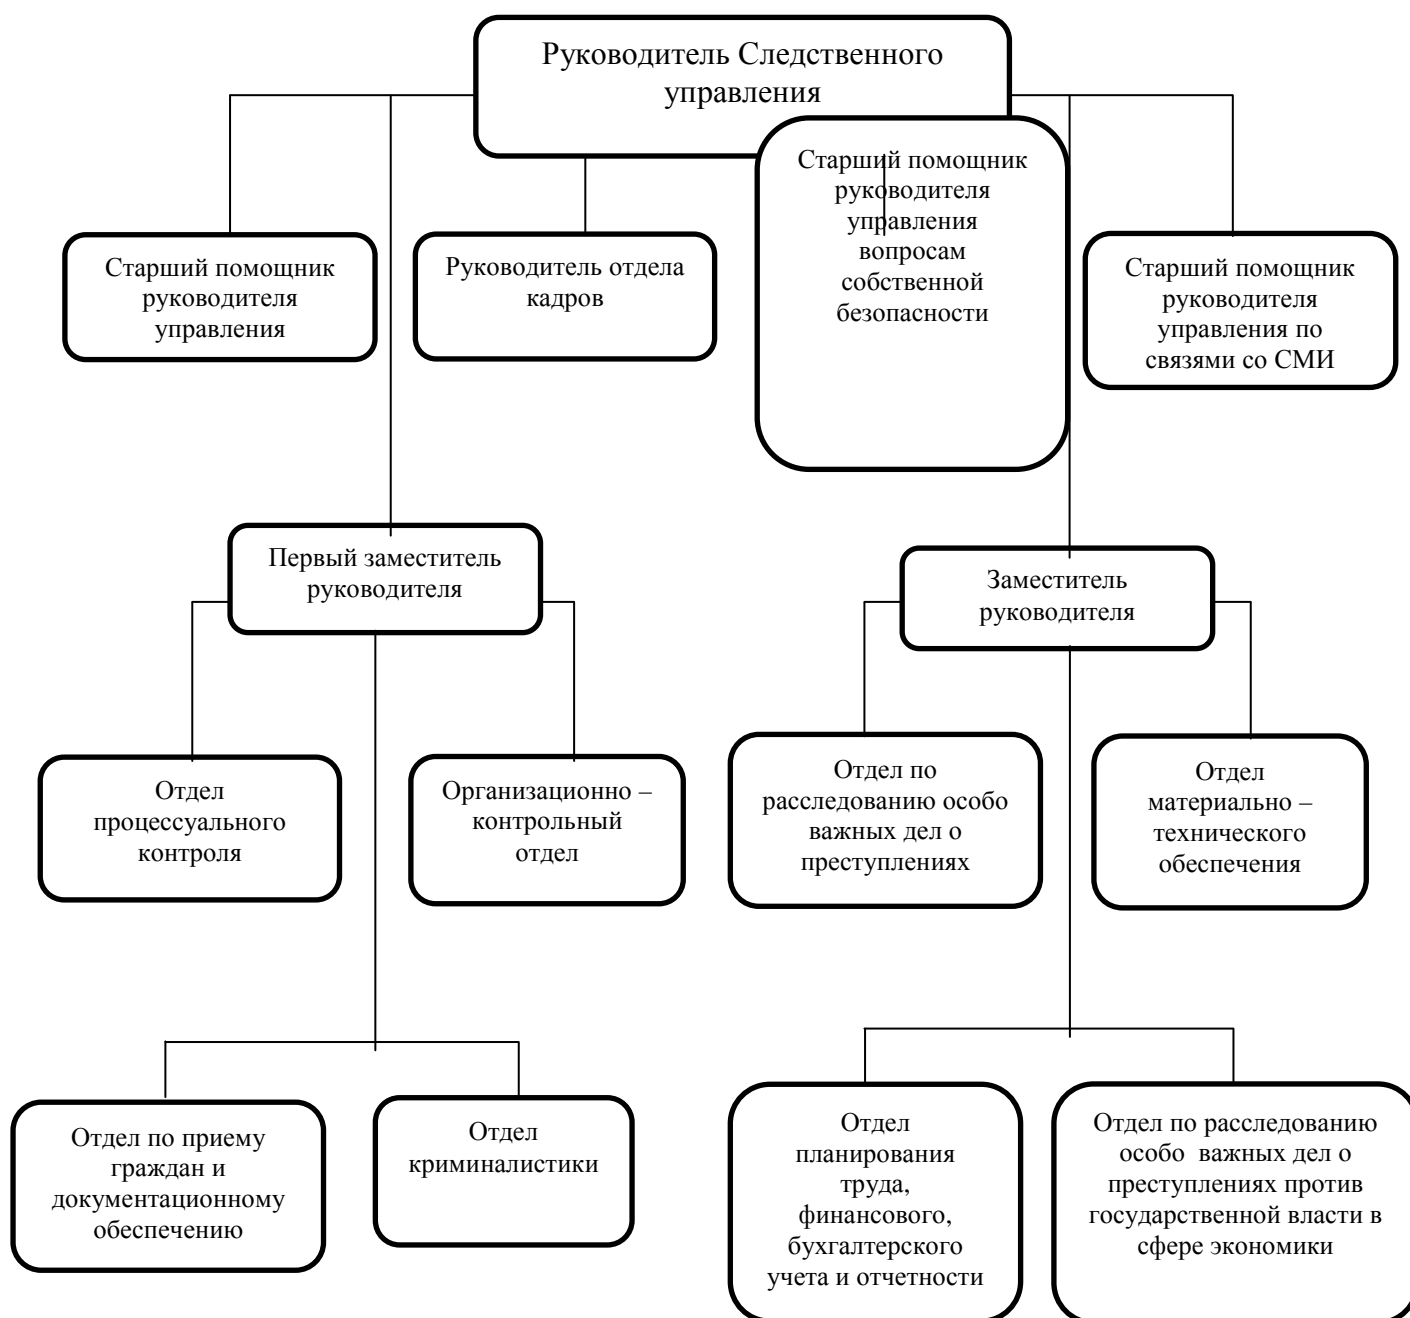 Руководитель Следственного
управления
Старший помощник
руководителя
управления
Руководитель отдела
кадров
Старший помощник
руководителя
управления
вопросам
собственной
безопасности
Старший помощник
руководителя
управления по
связями со СМИ
Первый заместитель
руководителя
Заместитель
руководителя
Отдел
процессуального
контроля
Организационно –
контрольный
отдел
Отдел по
расследованию особо
важных дел о
преступлениях
Отдел
материально –
технического
обеспечения
Отдел по приему
граждан и
документационному
обеспечению
Отдел
криминалистики
Отдел
планирования
труда,
финансового,
бухгалтерского
учета и отчетности
Отдел по расследованию
особо  важных дел о
преступлениях против
государственной власти в
сфере экономики